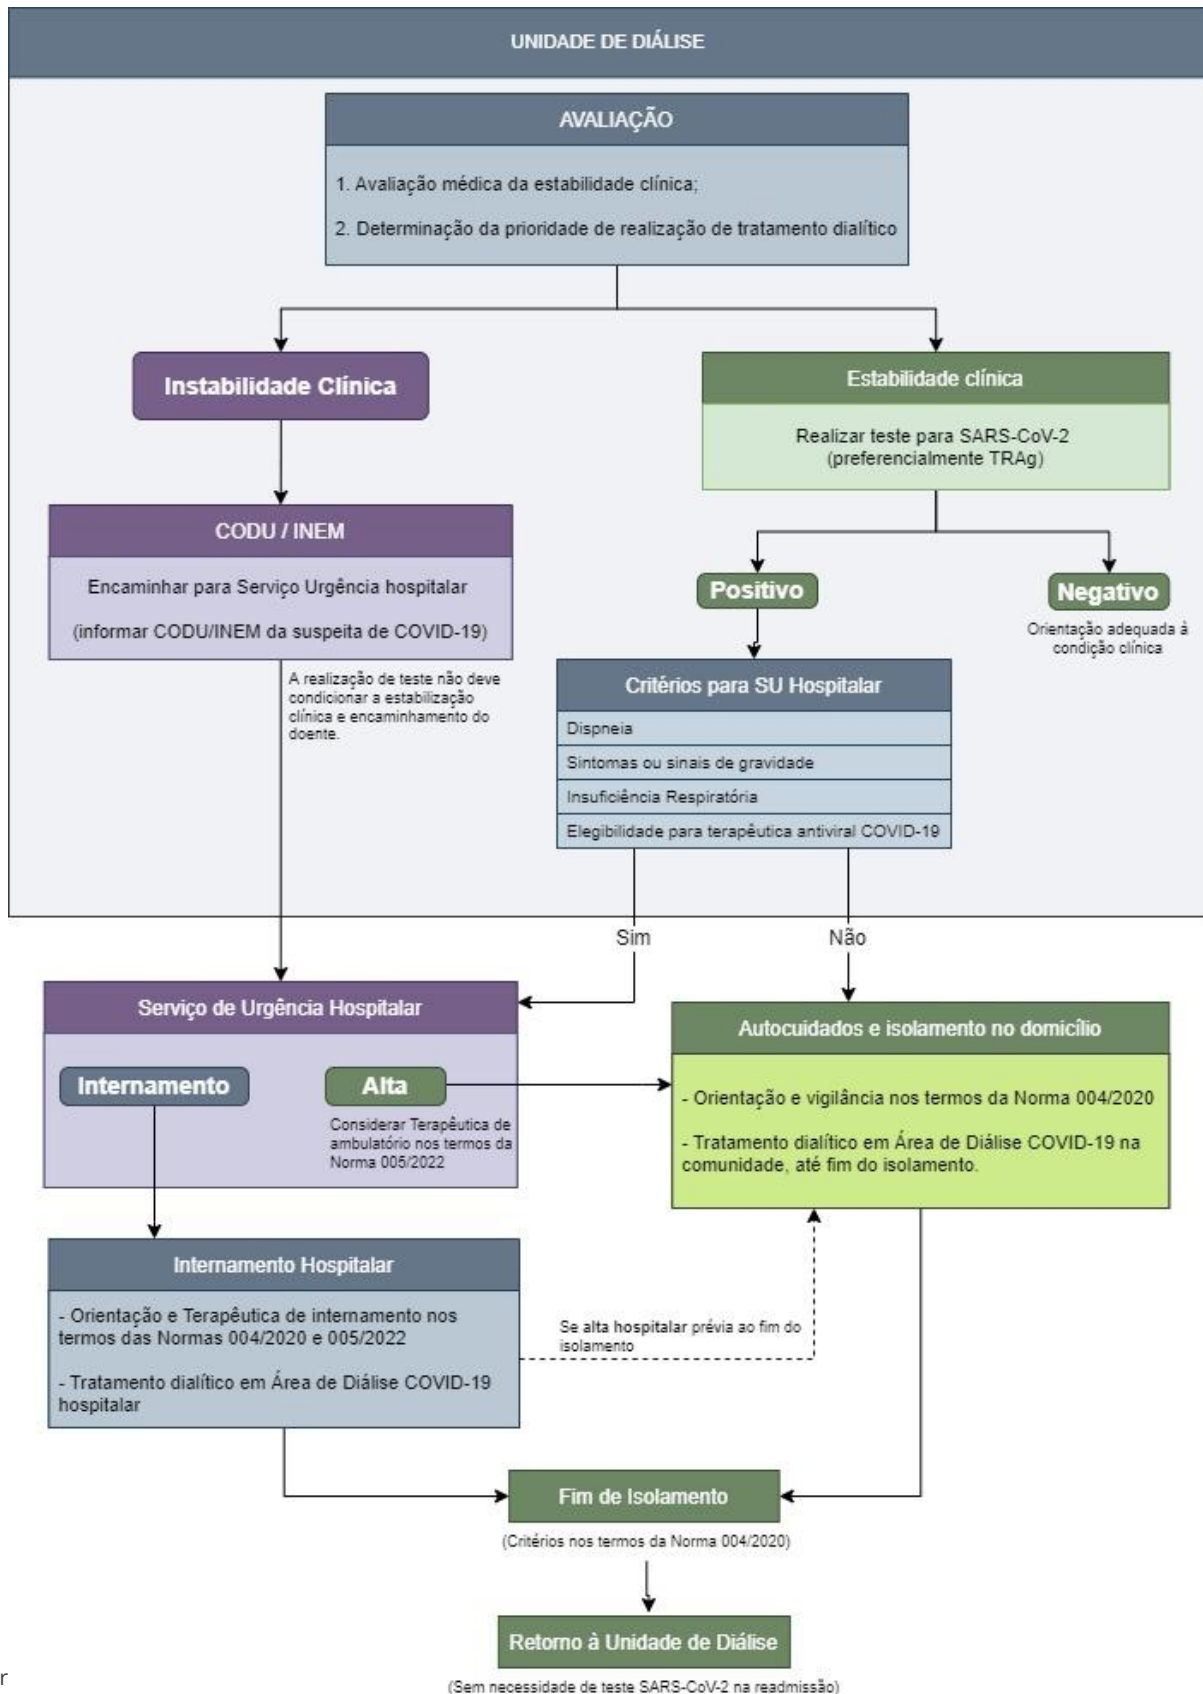 UNIDADE DE DIÁLISE
AVALIAÇÃO
1. Avaliação médica da estabilidade clínica;
2. Determinação da prioridade de realização de tratamento dialítico
Instabilidade Clínica
Estabilidade clínica
Realizar teste para SARS-CoV-2
(preferencialmente TRAg)
CODU / INEM
Encaminhar para Serviço Urgência hospitalar
(informar CODU/INEM da suspeita de COVID-19)
A realização de teste não deve
condicionar a estabilização
clínica e encaminhamento do
doente.
Positivo
Negativo
Orientação adequada à
condição clínica
Critérios para SU Hospitalar
Dispneia
Sintomas ou sinais de gravidade
Insuficiência Respiratória
Elegibilidade para terapêutica antiviral COVID-19
Sim
Não
Serviço de Urgência Hospitalar
Internamento
Alta
Considerar Terapêutica de
ambulatório nos termos da
Norma 005/2022
Autocuidados e isolamento no domicílio
- Orientação e vigilância nos termos da Norma 004/2020
- Tratamento dialítico em Área de Diálise COVID-19 na
comunidade, até fim do isolamento.
Internamento Hospitalar
- Orientação e Terapêutica de internamento nos
termos das Normas 004/2020 e 005/2022
- Tratamento dialítico em Área de Diálise COVID-19
hospitalar
Se alta hospitalar prévia ao fim do
isolamento
Fim de Isolamento
(Critérios nos termos da Norma 004/2020)
Retorno à Unidade de Diálise
(Sem necessidade de teste SARS-CoV-2 na readmissão)
r